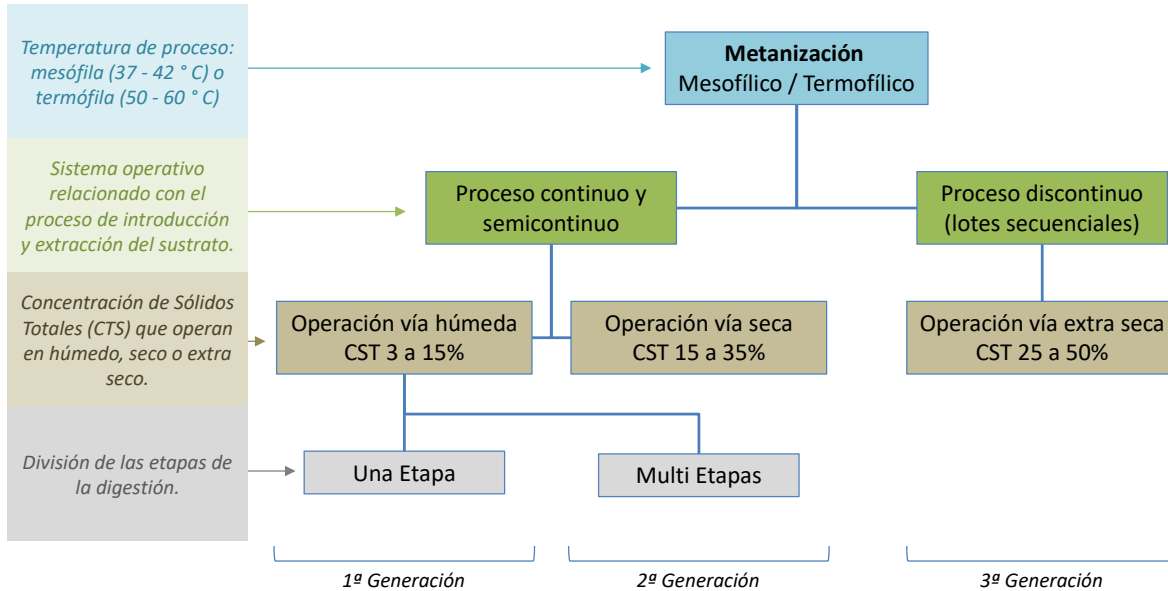 Temperatura de proceso:
mesófila (37 - 42 ° C) o
termófila (50 - 60 ° C)
Metanización
Mesofílico / Termofílico
Sistema operativo
relacionado con el
proceso de introducción
y extracción del sustrato.
Proceso continuo y
semicontinuo
Proceso discontinuo
(lotes secuenciales)
Concentración de Sólidos
Totales (CTS) que operan
en húmedo, seco o extra
seco.
Operación vía húmeda
CST 3 a 15%
Operación vía seca
CST 15 a 35%
Operación vía extra seca
CST 25 a 50%
División de las etapas de
la digestión.
Una Etapa
Multi Etapas
1ª Generación
2ª Generación
3ª Generación